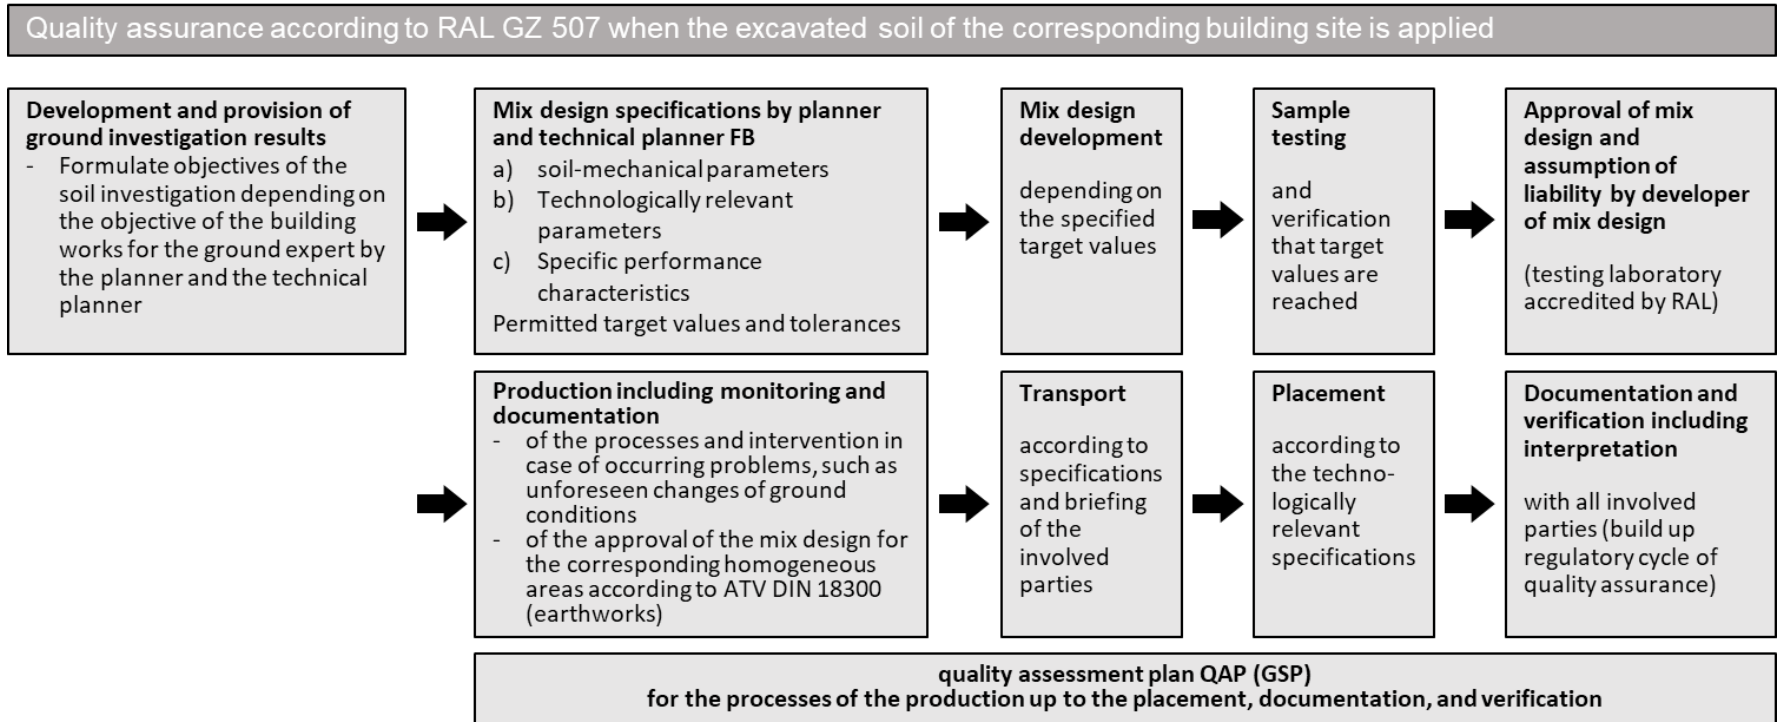 Quality assurance according to RAL GZ 507 when the excavated soil of the corresponding building site is applied
Development and provision of
ground investigation results
- Formulate objectives of the
soil investigation depending on
the objective of the building
works for the ground expert by
the planner and the technical
planner
Mix design specifications by planner
and technical planner FB
a) soil-mechanical parameters
b) Technologically relevant
parameters
c) Specific performance
characteristics
Permitted target values and tolerances
Mix design
development
depending on
the specified
target values
Sample
testing
and
verification
that target
values are
reached
Approval of mix
design and
assumption of
liability by developer
of mix design
(testing laboratory
accredited by RAL)
Production including monitoring and
documentation
- of the processes and intervention in
case of occurring problems, such as
unforeseen changes of ground
conditions
- of the approval of the mix design for
the corresponding homogeneous
areas according to ATV DIN 18300
(earthworks)
Transport
according to
specifications
and briefing
of the
involved
parties
Placement
according to
the techno-
logically
relevant
specifications
Documentation and
verification including
interpretation
with all involved
parties (build up
regulatory cycle of
quality assurance)
quality assessment plan QAP (GSP)
for the processes of the production up to the placement, documentation, and verification